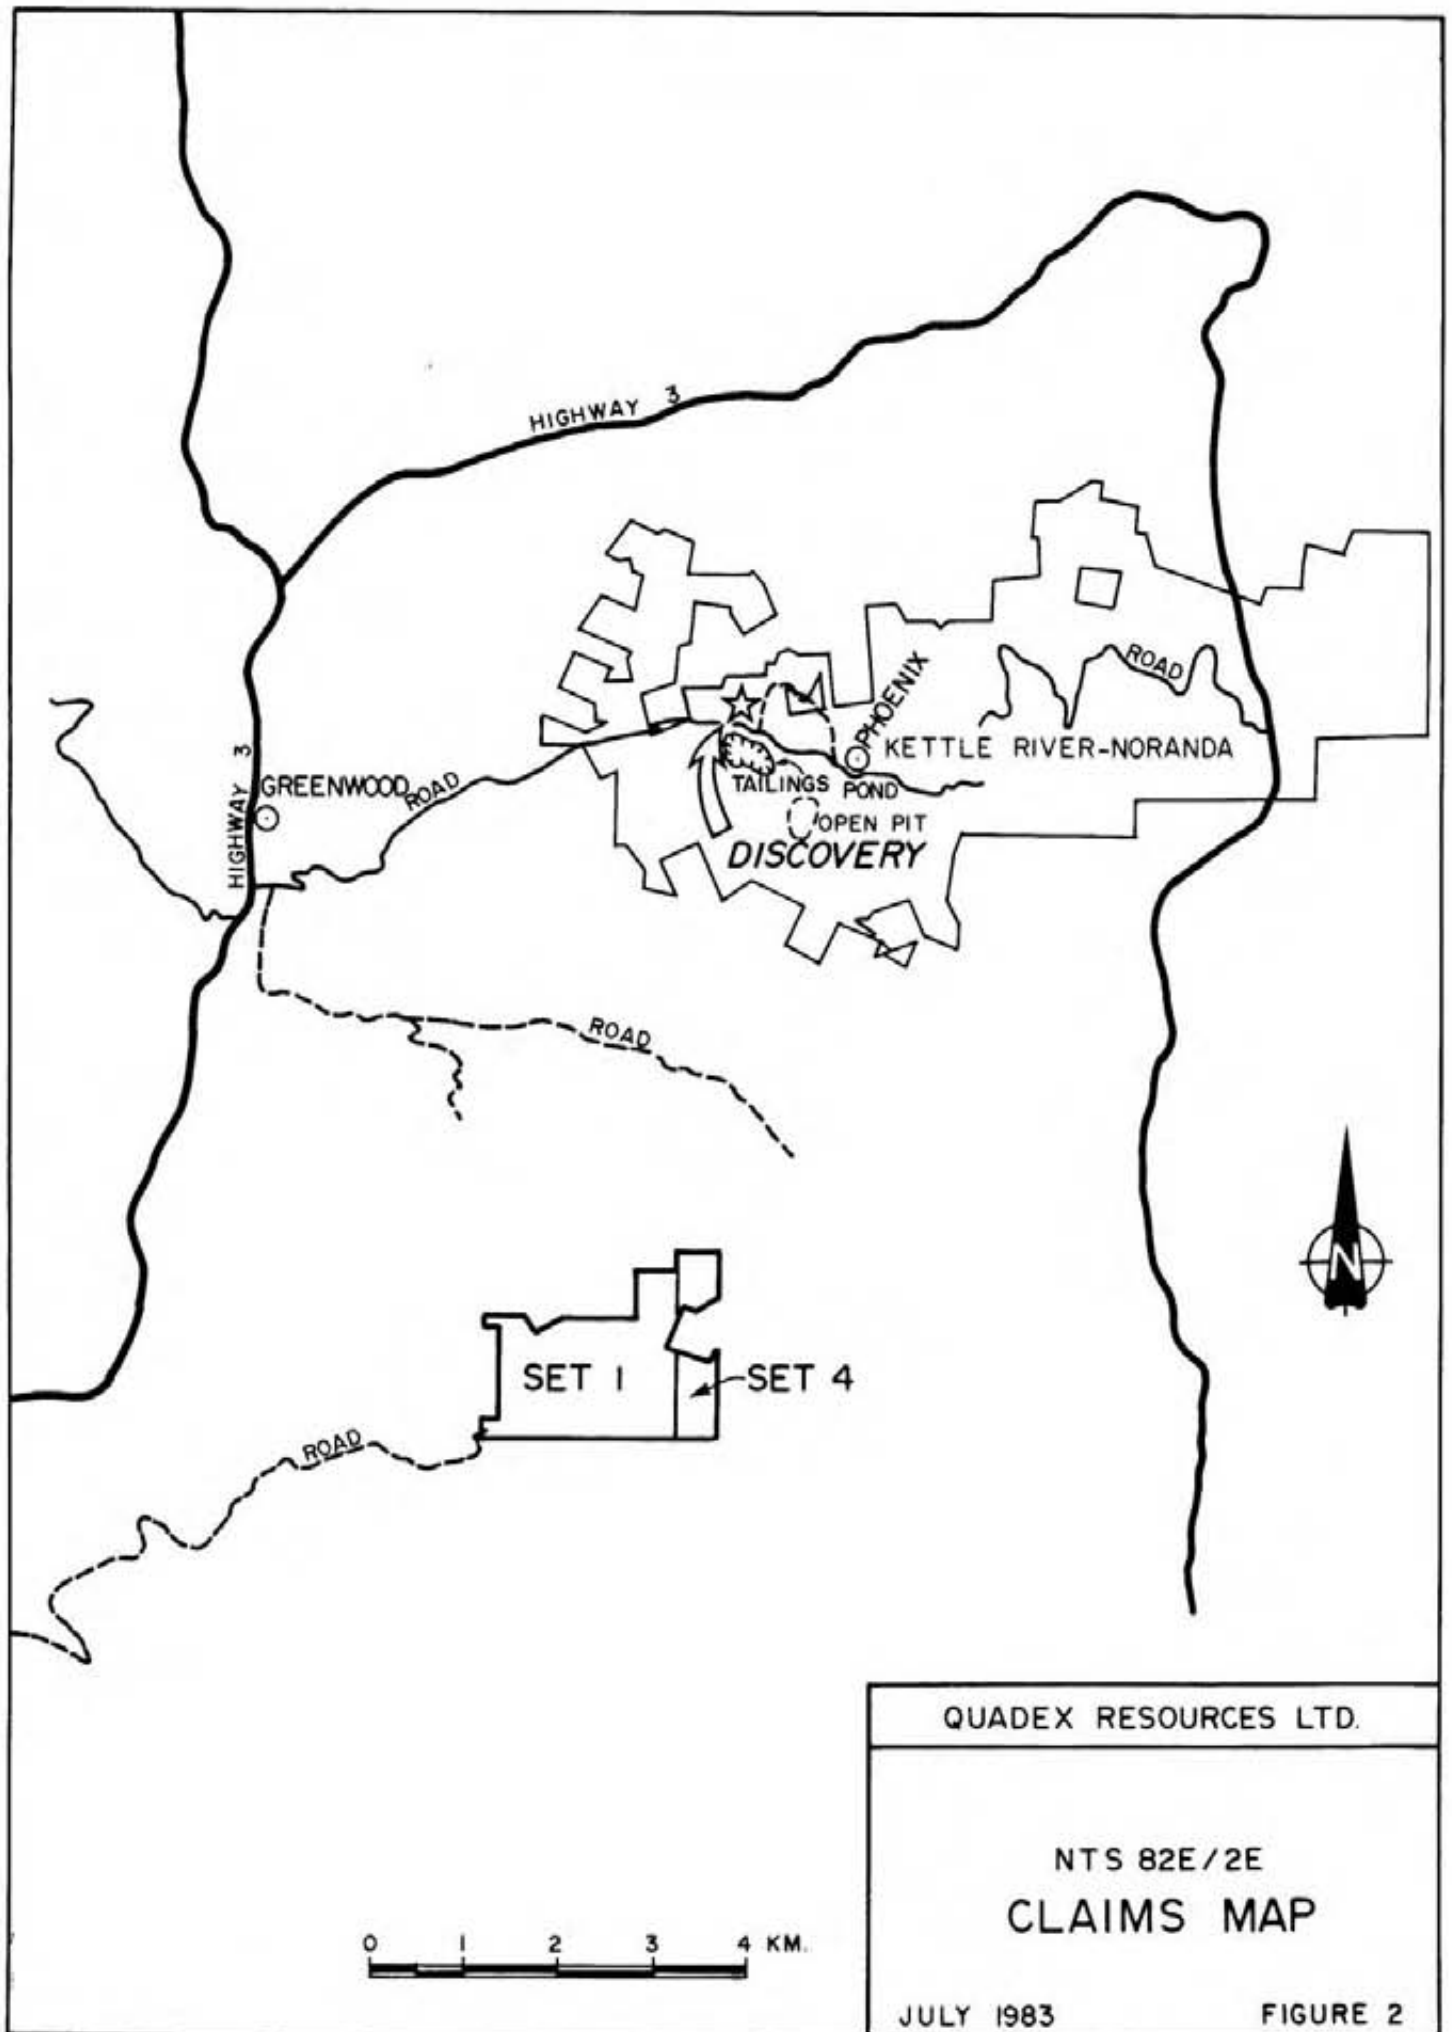 HIGHWAY 3
ROAD
PHOENIX
KETTLE RIVER-NORANDA
HIGHWAY 3
GREENWOOD
ROAD
TAILINGS POND
OPEN PIT
DISCOVERY
ROAD
N
SET 1
SET 4
ROAD
QUADEX RESOURCES LTD.
NTS 82E/2E
CLAIMS MAP
0 1 2 3 4 KM.
JULY 1983 FIGURE 2